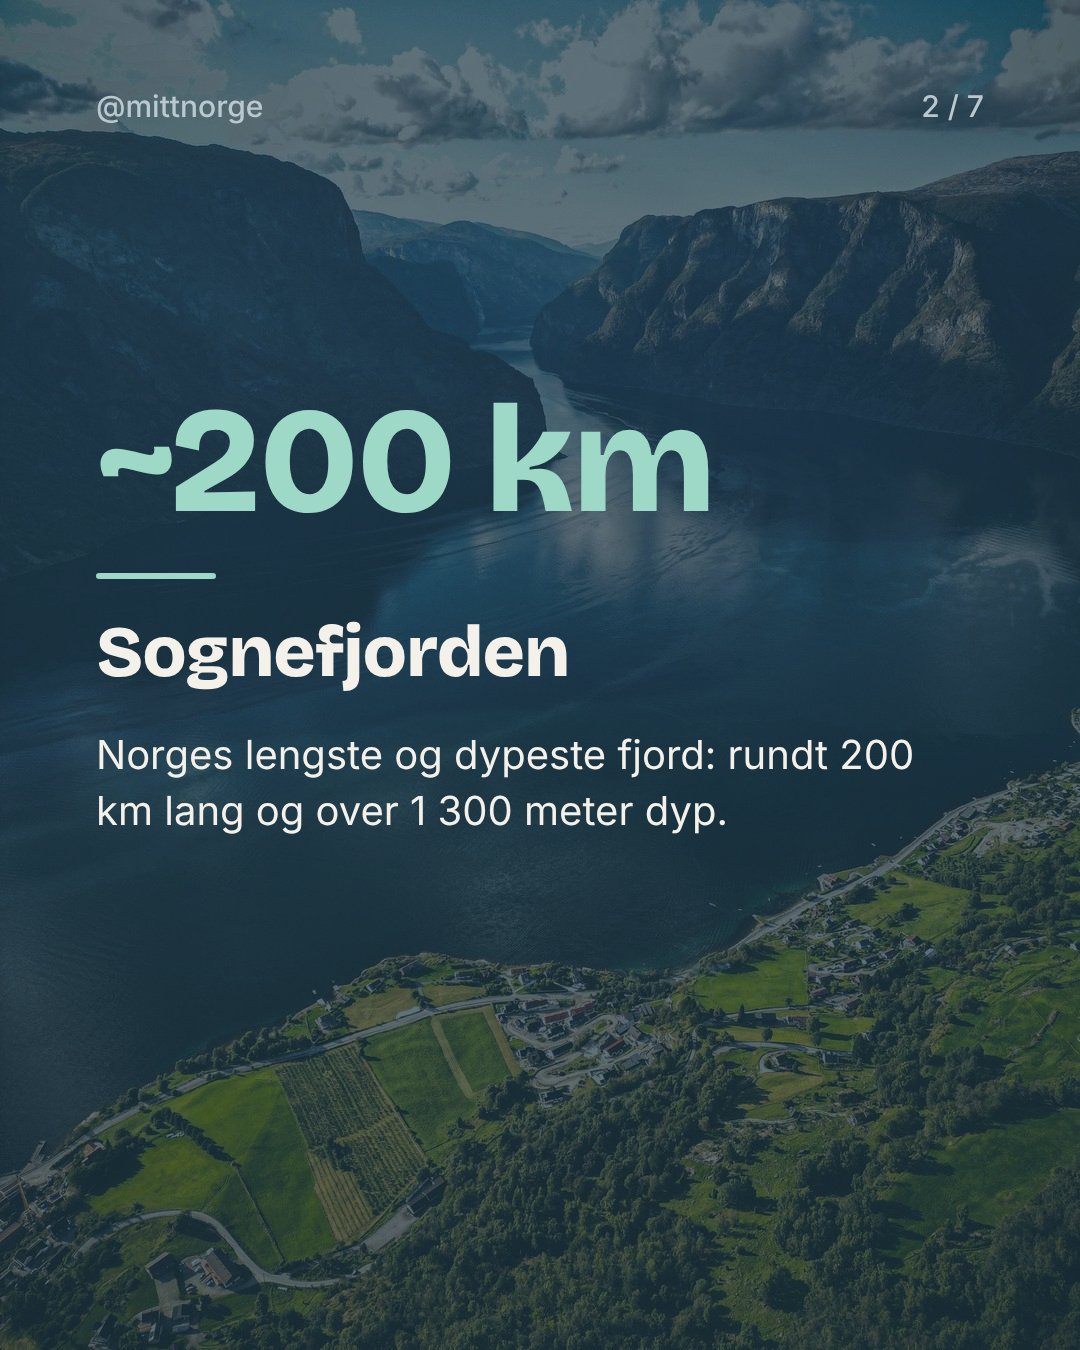 @mittnorge
2 / 7
~200 km
Sognefjorden
Norges lengste og dypeste fjord: rundt 200
km lang og over 1 300 meter dyp.